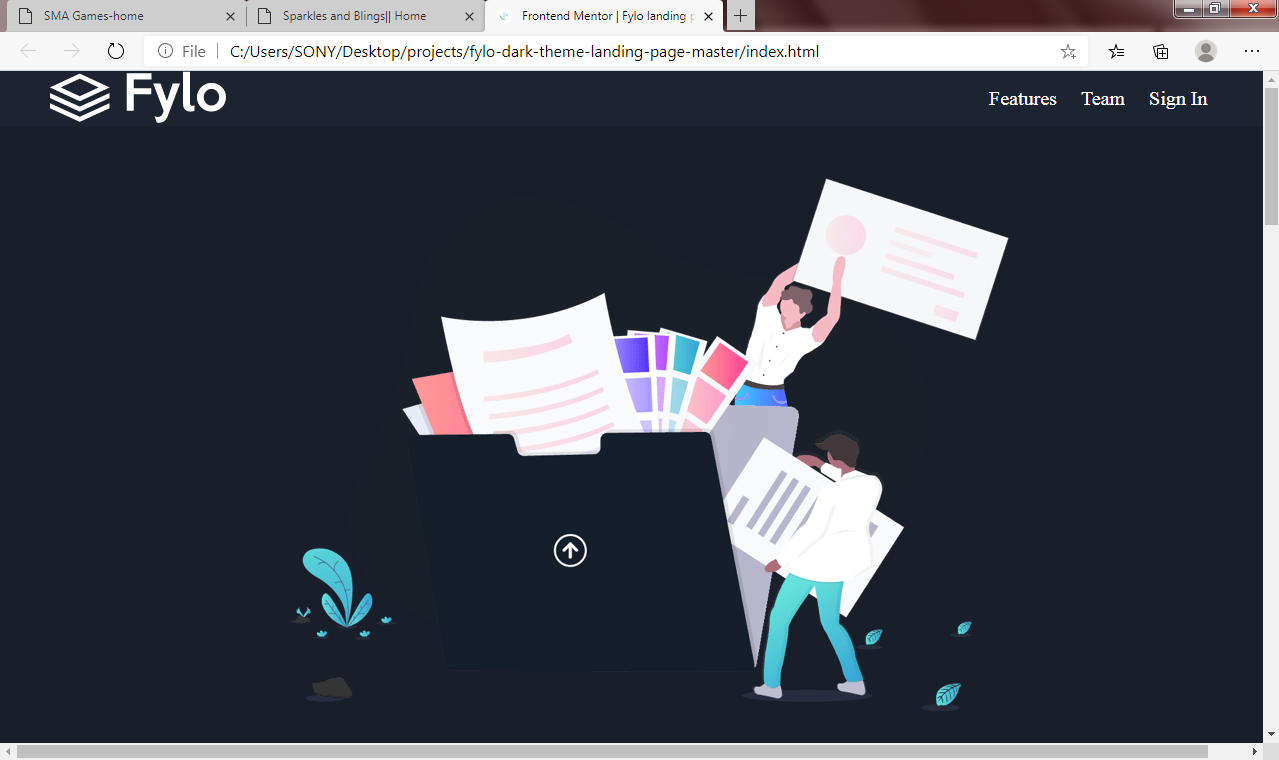 SMA Games-home
Sparkles and Blings|| Home
Frontend Mentor | Fylo landing p
File
C:/Users/SONY/Desktop/projects/fylo-dark-theme-landing-page-master/index.html
Fylo
Features
Team
Sign In